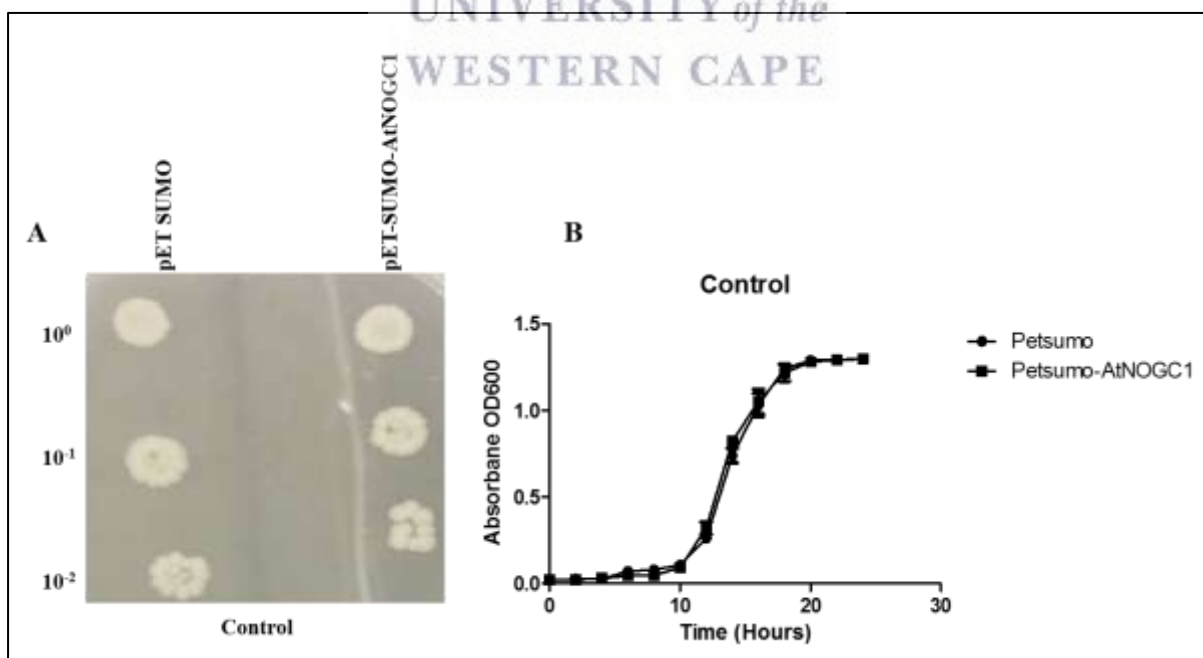 UNIVERSITY of the
WESTERN CAPE
A
pET SUMO
pET-SUMO-AtNOGC1
10⁰
10⁻¹
10⁻²
Control
B
Control
Absorbane OD600
1.5
1.0
0.5
0.0
0
10
20
30
Time (Hours)
Petsumo
Petsumo-AtNOGC1